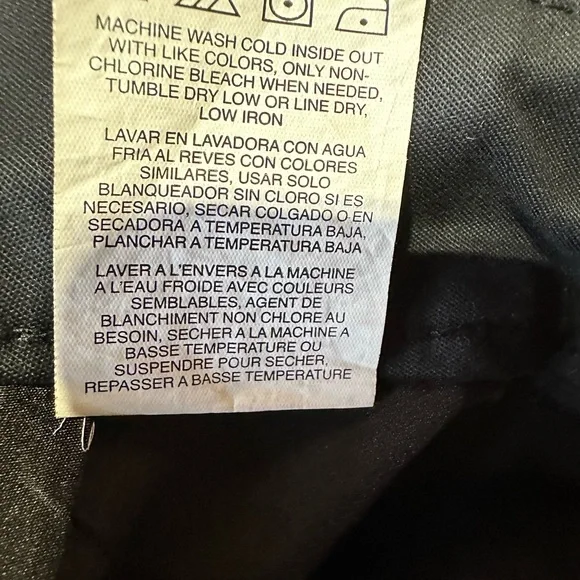 MACHINE WASH COLD INSIDE OUT
WITH LIKE COLORS, ONLY NON-
CHLORINE BLEACH WHEN NEEDED,
TUMBLE DRY LOW OR LINE DRY,
LOW IRON
LAVAR EN LAVADORA CON AGUA
FRIA AL REVES CON COLORES
SIMILARES, USAR SOLO
BLANQUEADOR SIN CLORO SI ES
NECESARIO, SECAR COLGADO O EN
SECADORA A TEMPERATURA BAJA,
PLANCHAR A TEMPERATURA BAJA
LAVER A L'ENVERS A LA MACHINE
A L'EAU FROIDE AVEC COULEURS
SEMBLABLES, AGENT DE
BLANCHIMENT NON CHLORE AU
BESOIN, SECHER A LA MACHINE A
BASSE TEMPERATURE OU
SUSPENDRE POUR SECHER,
REPASSER A BASSE TEMPERATURE